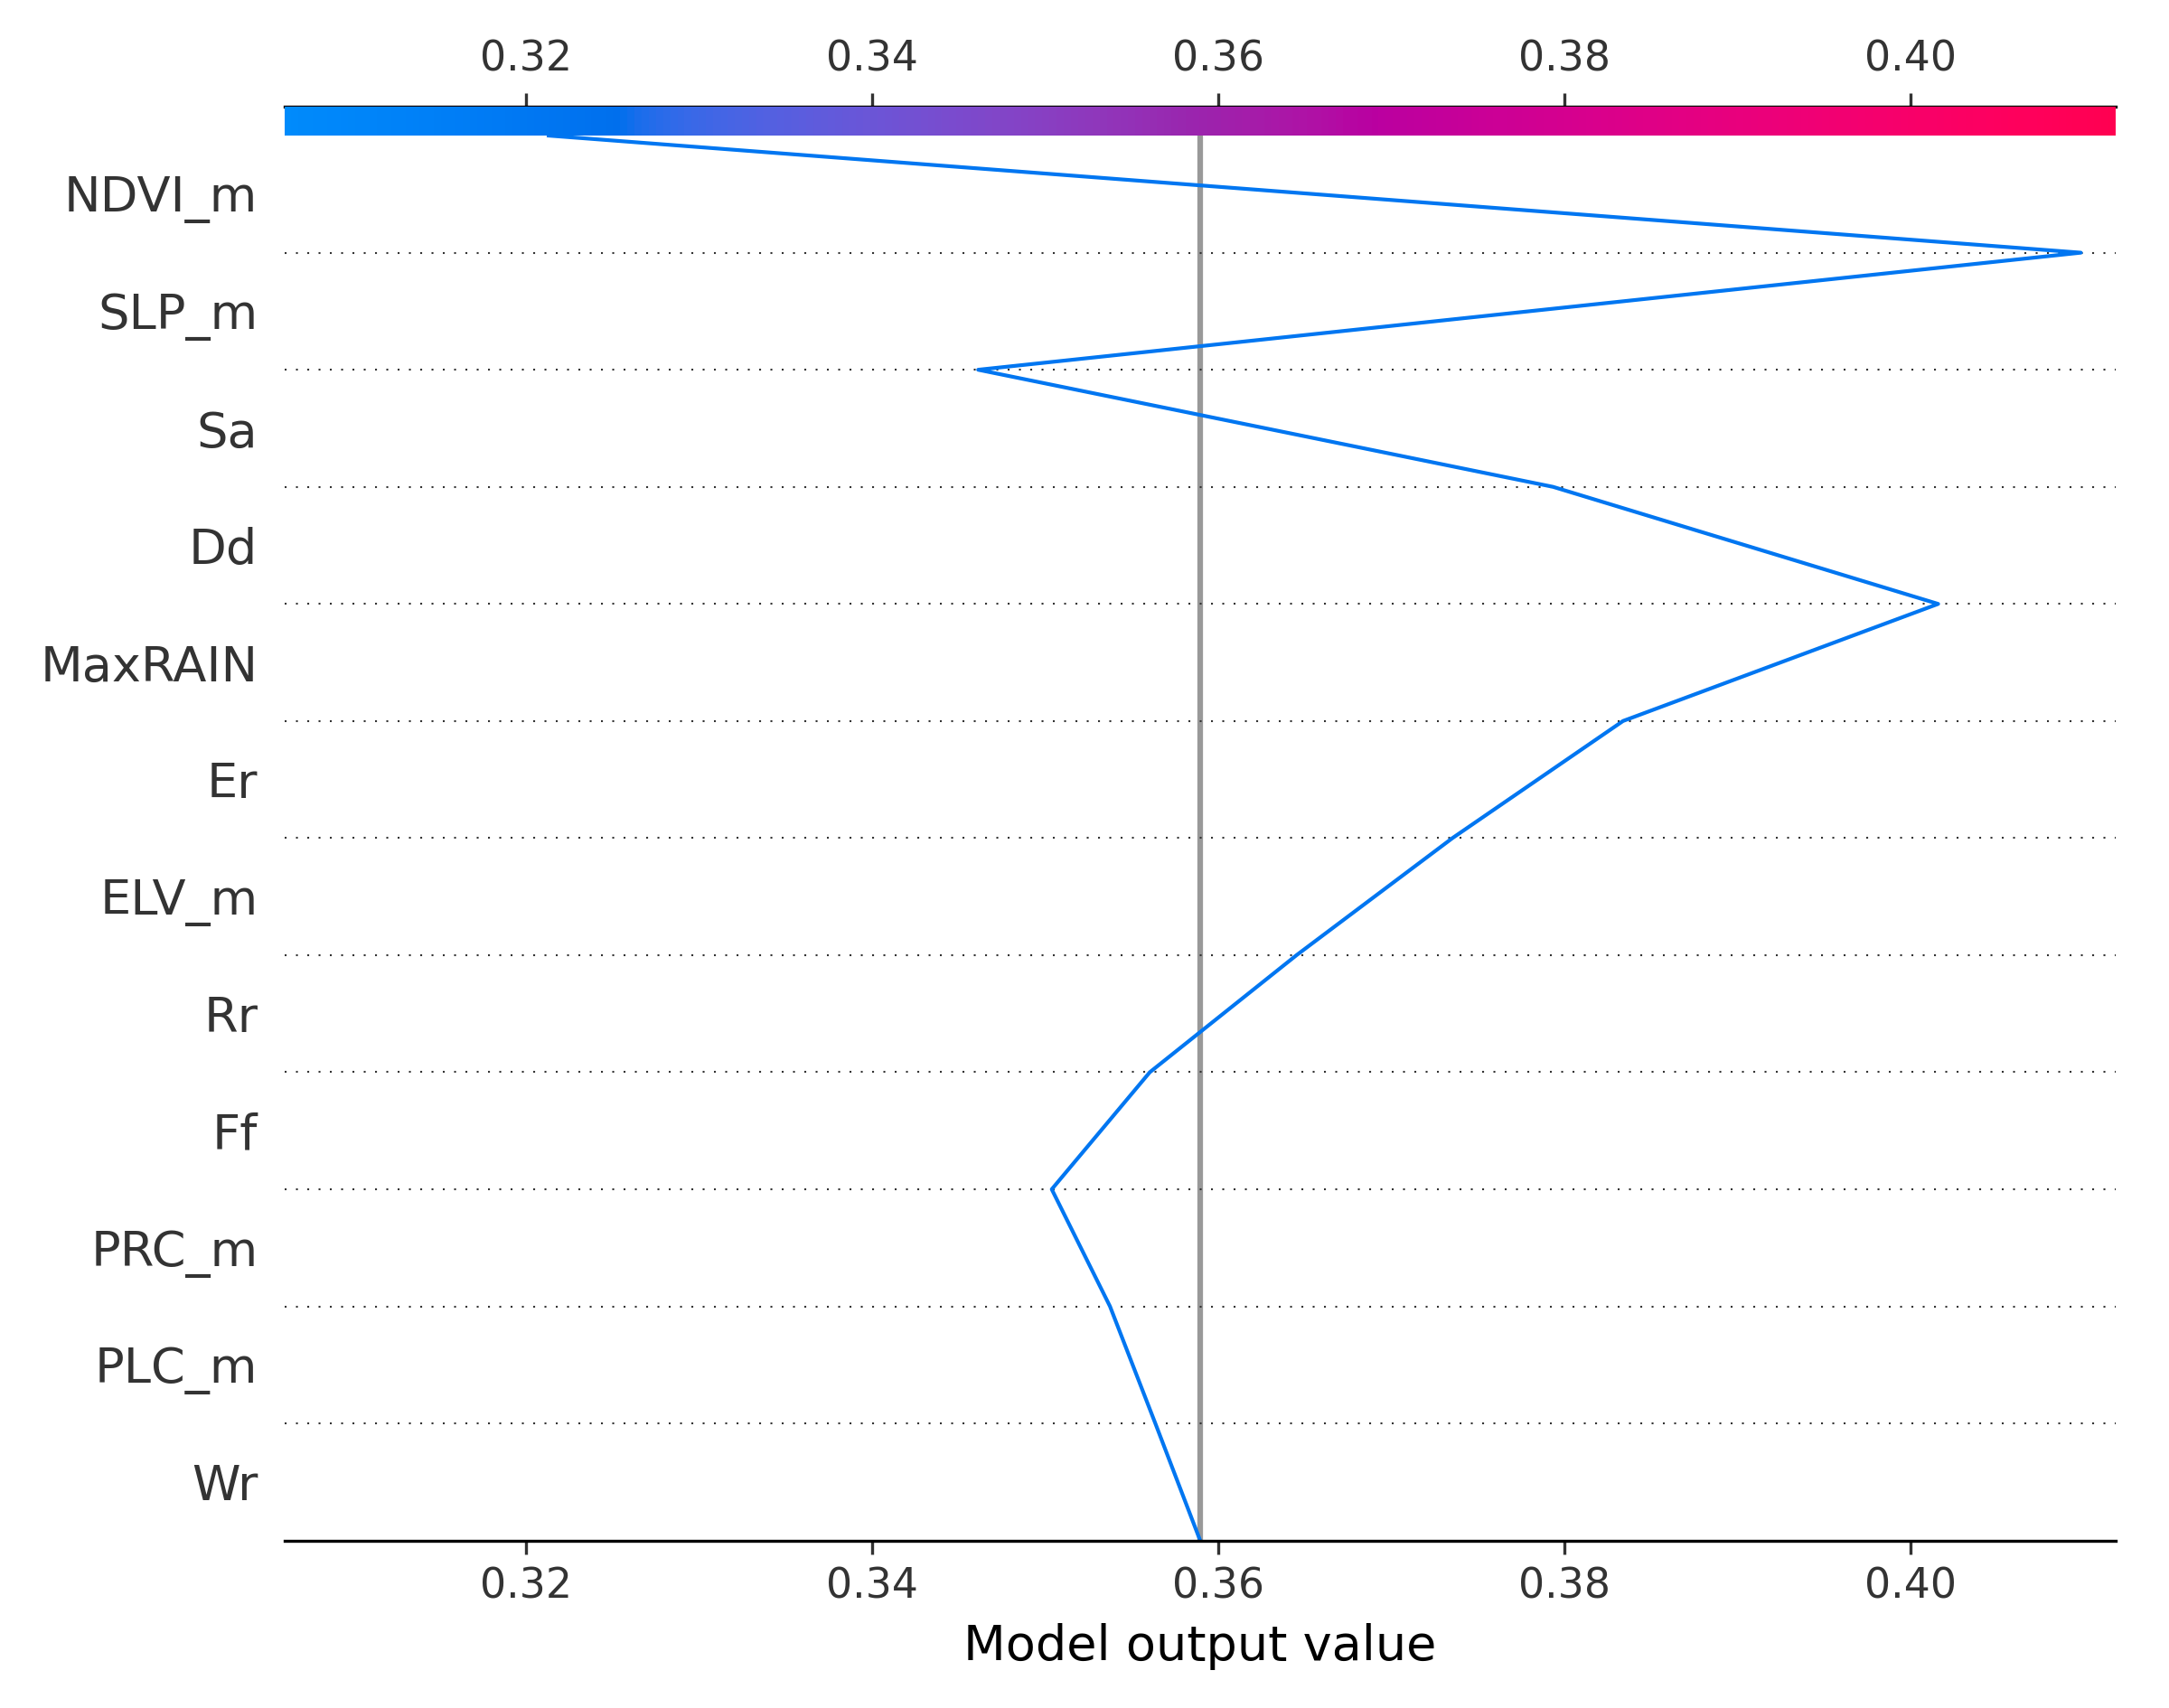 0.32 0.34 0.36 0.38 0.40
NDVI_m
SLP_m
Sa
Dd
MaxRAIN
Er
ELV_m
Rr
Ff
PRC_m
PLC_m
Wr
0.32 0.34 0.36 0.38 0.40
Model output value